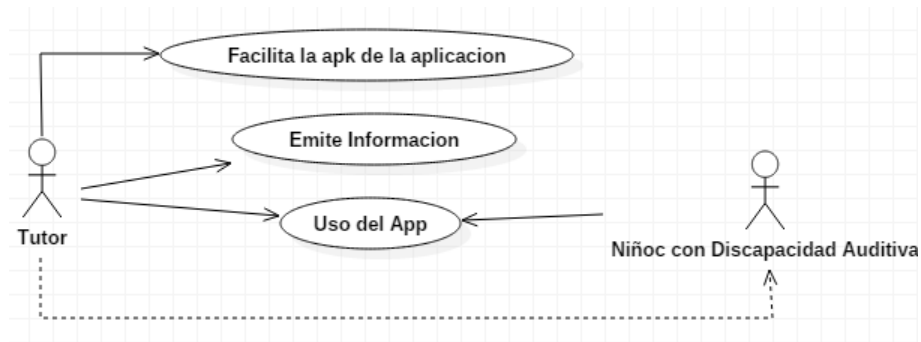 Facilita la apk de la aplicacion
Emite Informacion
Uso del App
Tutor
Niñoc con Discapacidad Auditiva